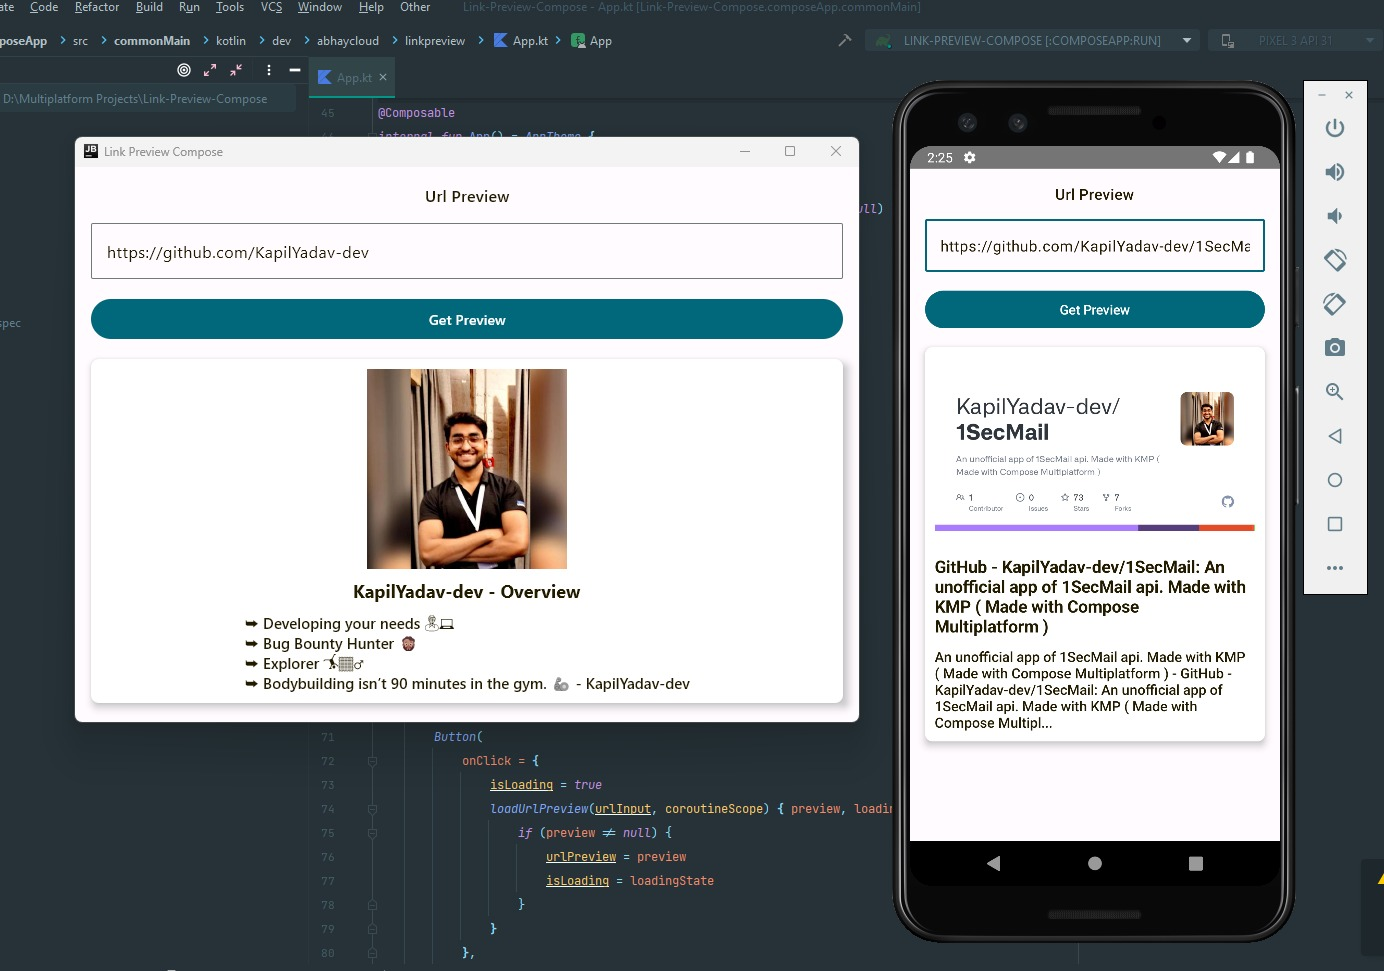 ate Code Refactor Build Run Tools VCS Window Help Other Link-Preview-Compose - App.kt [Link-Preview-Compose.composeApp.commonMain]
poseApp src commonMain kotlin dev abhaycloud linkpreview App.kt App
LINK-PREVIEW-COMPOSE [:COMPOSEAPP:RUN] PIXEL 3 API 31
App.kt
D:\Multiplatform Projects\Link-Preview-Compose
45 @Composable
internal fun App() = AppTheme {
ull)
spec
JB Link Preview Compose
Url Preview
https://github.com/KapilYadav-dev
Get Preview
KapilYadav-dev - Overview
➥ Developing your needs 👨‍💻
➥ Bug Bounty Hunter
➥ Explorer
➥ Bodybuilding isn't 90 minutes in the gym. 🦾 - KapilYadav-dev
71 Button(
72 onClick = {
73 isLoading = true
74 loadUrlPreview(urlInput, coroutineScope) { preview, loadin
75 if (preview ≠ null) {
76 urlPreview = preview
77 isLoading = loadingState
78 }
79 }
80 },
2:25
Url Preview
https://github.com/KapilYadav-dev/1SecMa
Get Preview
KapilYadav-dev/
1SecMail
An unofficial app of 1SecMail api. Made with KMP (
Made with Compose Multiplatform )
1 0 73 7
Contributor Issues Stars Forks
GitHub - KapilYadav-dev/1SecMail: An
unofficial app of 1SecMail api. Made with
KMP ( Made with Compose
Multiplatform )
An unofficial app of 1SecMail api. Made with KMP
( Made with Compose Multiplatform ) - GitHub -
KapilYadav-dev/1SecMail: An unofficial app of
1SecMail api. Made with KMP ( Made with
Compose Multipl...